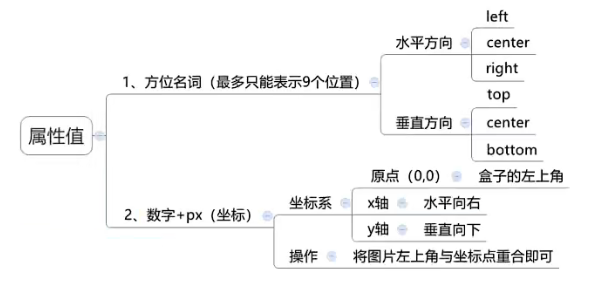 属性值
1、方位名词（最多只能表示9个位置）
水平方向
left
center
right
垂直方向
top
center
bottom
2、数字+px（坐标）
坐标系
原点（0,0）
盒子的左上角
x轴
水平向右
y轴
垂直向下
操作
将图片左上角与坐标点重合即可